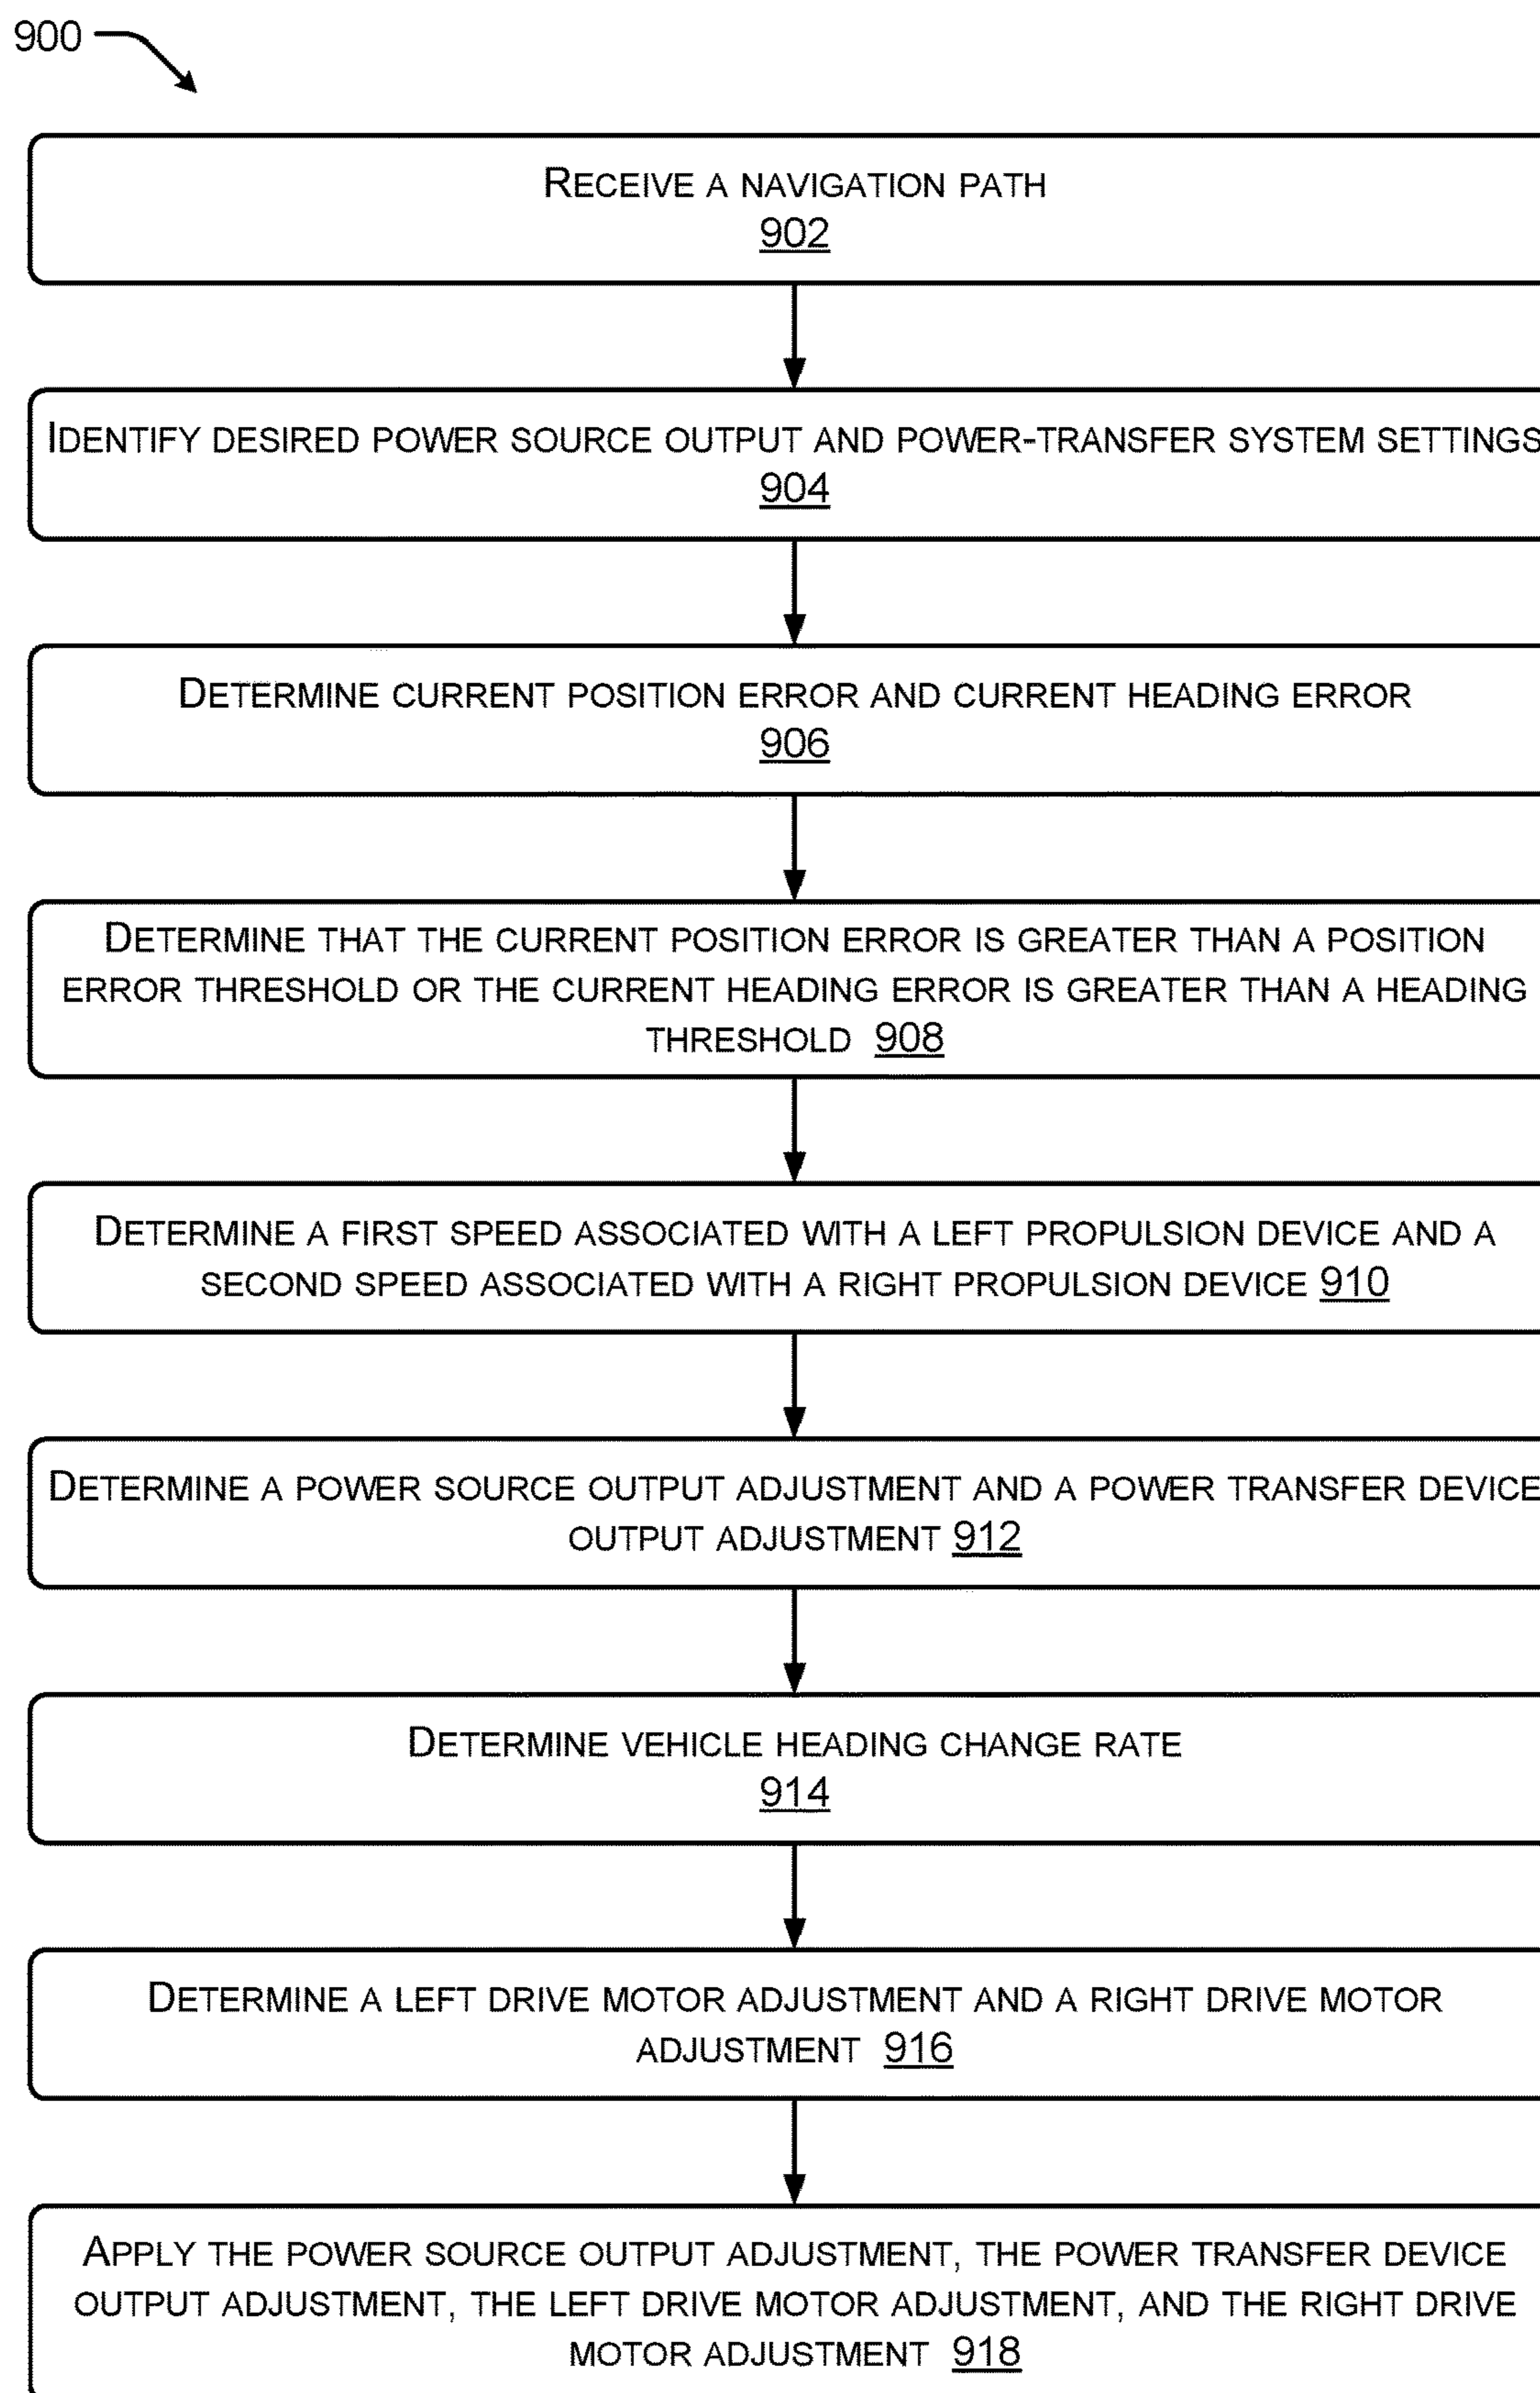 900
RECEIVE A NAVIGATION PATH
902
IDENTIFY DESIRED POWER SOURCE OUTPUT AND POWER-TRANSFER SYSTEM SETTINGS
904
DETERMINE CURRENT POSITION ERROR AND CURRENT HEADING ERROR
906
DETERMINE THAT THE CURRENT POSITION ERROR IS GREATER THAN A POSITION
ERROR THRESHOLD OR THE CURRENT HEADING ERROR IS GREATER THAN A HEADING
THRESHOLD 908
DETERMINE A FIRST SPEED ASSOCIATED WITH A LEFT PROPULSION DEVICE AND A
SECOND SPEED ASSOCIATED WITH A RIGHT PROPULSION DEVICE 910
DETERMINE A POWER SOURCE OUTPUT ADJUSTMENT AND A POWER TRANSFER DEVICE
OUTPUT ADJUSTMENT 912
DETERMINE VEHICLE HEADING CHANGE RATE
914
DETERMINE A LEFT DRIVE MOTOR ADJUSTMENT AND A RIGHT DRIVE MOTOR
ADJUSTMENT 916
APPLY THE POWER SOURCE OUTPUT ADJUSTMENT, THE POWER TRANSFER DEVICE
OUTPUT ADJUSTMENT, THE LEFT DRIVE MOTOR ADJUSTMENT, AND THE RIGHT DRIVE
MOTOR ADJUSTMENT 918